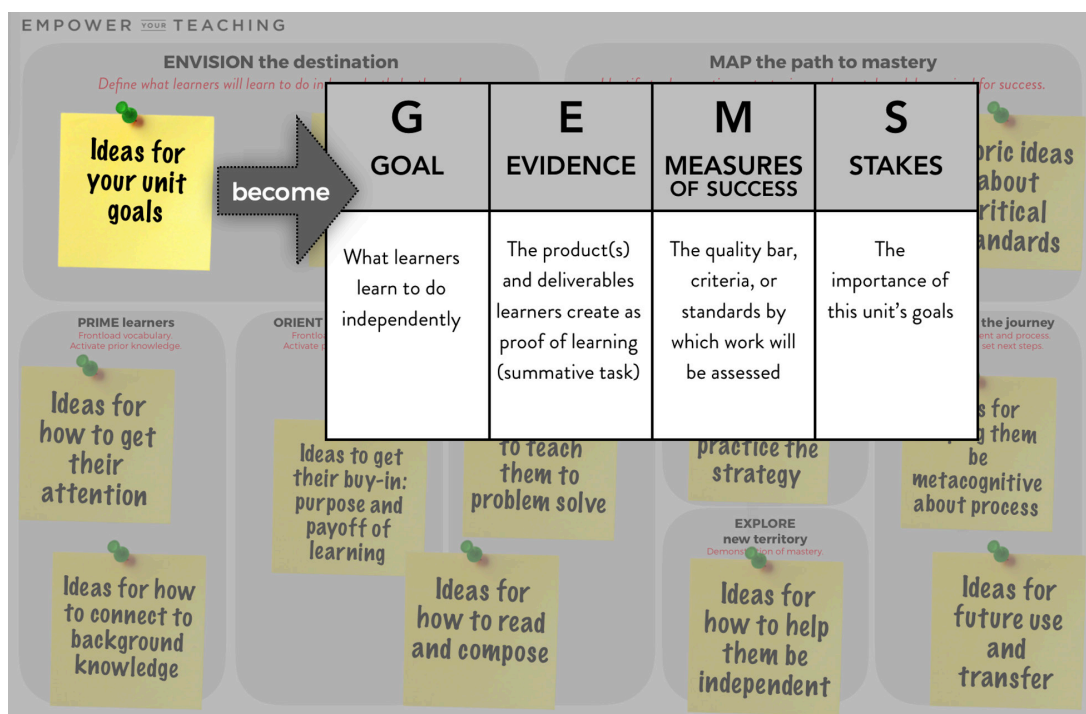 EMPOWER YOUR TEACHING
ENVISION the destination
Define what learners will learn to do in
MAP the path to mastery
for success.
Ideas for
your unit
goals
become
G
GOAL
What learners
learn to do
independently
E
EVIDENCE
The product(s)
and deliverables
learners create as
proof of learning
(summative task)
M
MEASURES
OF SUCCESS
The quality bar,
criteria, or
standards by
which work will
be assessed
S
STAKES
The
importance of
this unit's goals
ideas
about
PRIME learners
Frontload vocabulary.
Activate prior knowledge.
Ideas for
how to get
their
attention
Ideas for how
to connect to
background
knowledge
ORIENT
Ideas to get
their buy-in:
purpose and
payoff of
learning
to teach
them to
problem solve
Ideas for
how to read
and compose
practice the
strategy
EXPLORE
new territory
Demonstration of mastery.
Ideas for
how to help
them be
independent
the journey
and process.
set next steps.
for
them
be
metacognitive
about process
Ideas for
future use
and
transfer